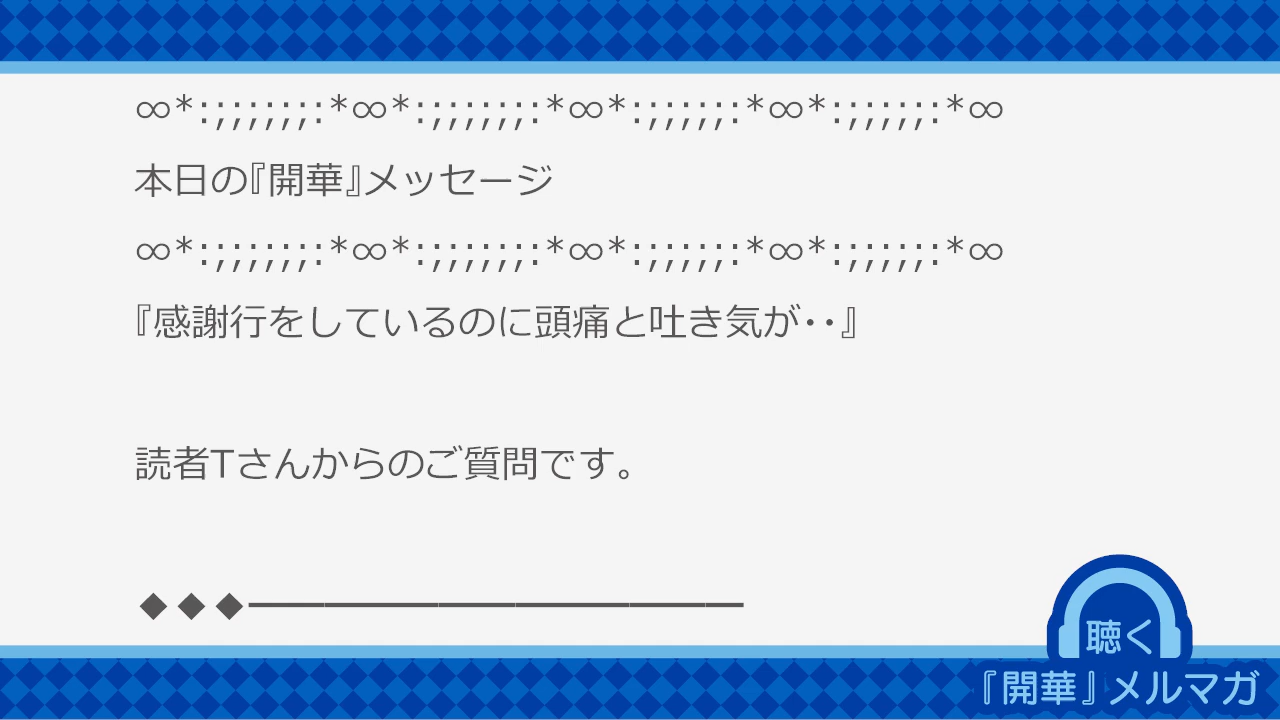 ∞*:;;;;;;:*∞*:;;;;;;:*∞*:;;;;;:*∞*:;;;;;:*∞
本日の『開華』メッセージ
∞*:;;;;;;:*∞*:;;;;;;:*∞*:;;;;;:*∞*:;;;;;:*∞
『感謝行をしているのに頭痛と吐き気が・・』
読者Tさんからのご質問です。
◆◆◆━━━━━━━━━━━━━
聴く
『開華』メルマガ